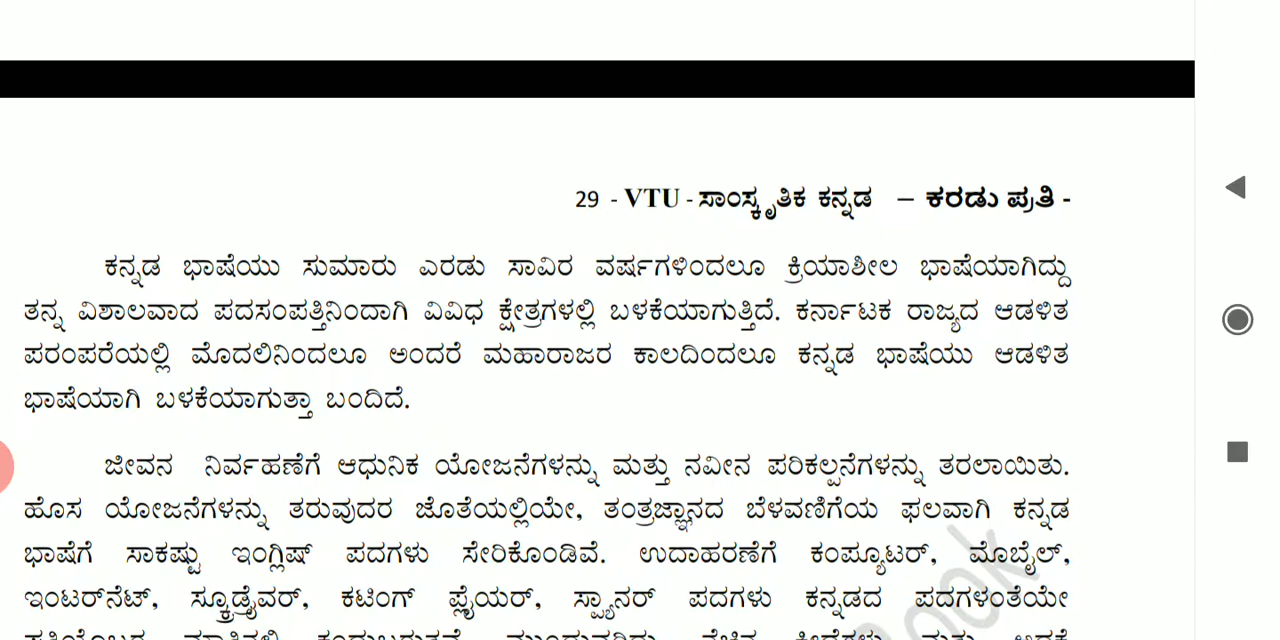 29 - VTU - ಸಾಂಸ್ಕೃತಿಕ ಕನ್ನಡ – ಕರಡು ಪ್ರತಿ -
ಕನ್ನಡ ಭಾಷೆಯು ಸುಮಾರು ಎರಡು ಸಾವಿರ ವರ್ಷಗಳಿಂದಲೂ ಕ್ರಿಯಾಶೀಲ ಭಾಷೆಯಾಗಿದ್ದು
ತನ್ನ ವಿಶಾಲವಾದ ಪದಸಂಪತ್ತಿನಿಂದಾಗಿ ವಿವಿಧ ಕ್ಷೇತ್ರಗಳಲ್ಲಿ ಬಳಕೆಯಾಗುತ್ತಿದೆ. ಕರ್ನಾಟಕ ರಾಜ್ಯದ ಆಡಳಿತ
ಪರಂಪರೆಯಲ್ಲಿ ಮೊದಲಿನಿಂದಲೂ ಅಂದರೆ ಮಹಾರಾಜರ ಕಾಲದಿಂದಲೂ ಕನ್ನಡ ಭಾಷೆಯು ಆಡಳಿತ
ಭಾಷೆಯಾಗಿ ಬಳಕೆಯಾಗುತ್ತಾ ಬಂದಿದೆ.
ಜೀವನ ನಿರ್ವಹಣೆಗೆ ಆಧುನಿಕ ಯೋಜನೆಗಳನ್ನು ಮತ್ತು ನವೀನ ಪರಿಕಲ್ಪನೆಗಳನ್ನು ತರಲಾಯಿತು.
ಹೊಸ ಯೋಜನೆಗಳನ್ನು ತರುವುದರ ಜೊತೆಯಲ್ಲಿಯೇ, ತಂತ್ರಜ್ಞಾನದ ಬೆಳವಣಿಗೆಯ ಫಲವಾಗಿ ಕನ್ನಡ
ಭಾಷೆಗೆ ಸಾಕಷ್ಟು ಇಂಗ್ಲಿಷ್ ಪದಗಳು ಸೇರಿಕೊಂಡಿವೆ. ಉದಾಹರಣೆಗೆ ಕಂಪ್ಯೂಟರ್, ಮೊಬೈಲ್,
ಇಂಟರ್‌ನೆಟ್, ಸ್ಕ್ರೂಡ್ರೈವರ್, ಕಟಿಂಗ್ ಪ್ಲೈಯರ್, ಸ್ಪ್ಯಾನರ್ ಪದಗಳು ಕನ್ನಡದ ಪದಗಳಂತೆಯೇ